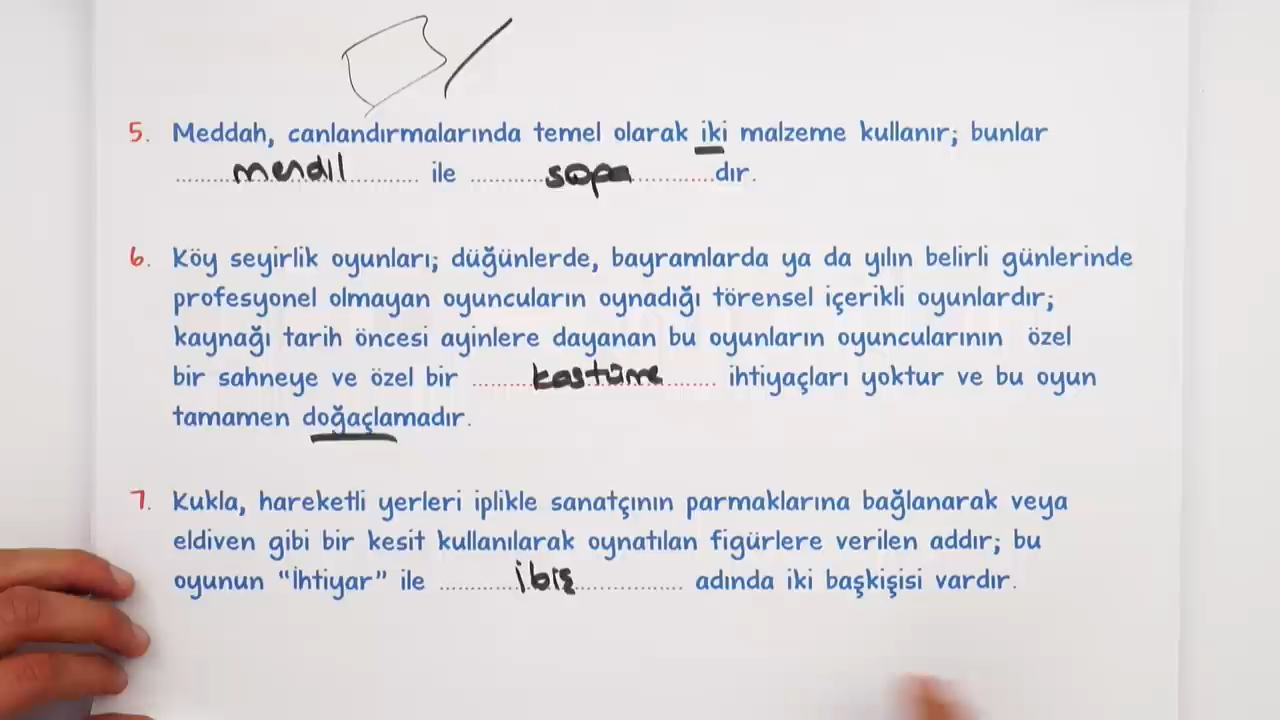 5. Meddah, canlandırmalarında temel olarak iki malzeme kullanır; bunlar
.....mendil..... ile .....sopa.....dır.
6. Köy seyirlik oyunları; düğünlerde, bayramlarda ya da yılın belirli günlerinde
profesyonel olmayan oyuncuların oynadığı törensel içerikli oyunlardır;
kaynağı tarih öncesi ayinlere dayanan bu oyunların oyuncularının özel
bir sahneye ve özel bir .....kostüme..... ihtiyaçları yoktur ve bu oyun
tamamen doğaçlamadır.
7. Kukla, hareketli yerleri iplikle sanatçının parmaklarına bağlanarak veya
eldiven gibi bir kesit kullanılarak oynatılan figürlere verilen addır; bu
oyunun “İhtiyar” ile .....ibiş..... adında iki başkişisi vardır.